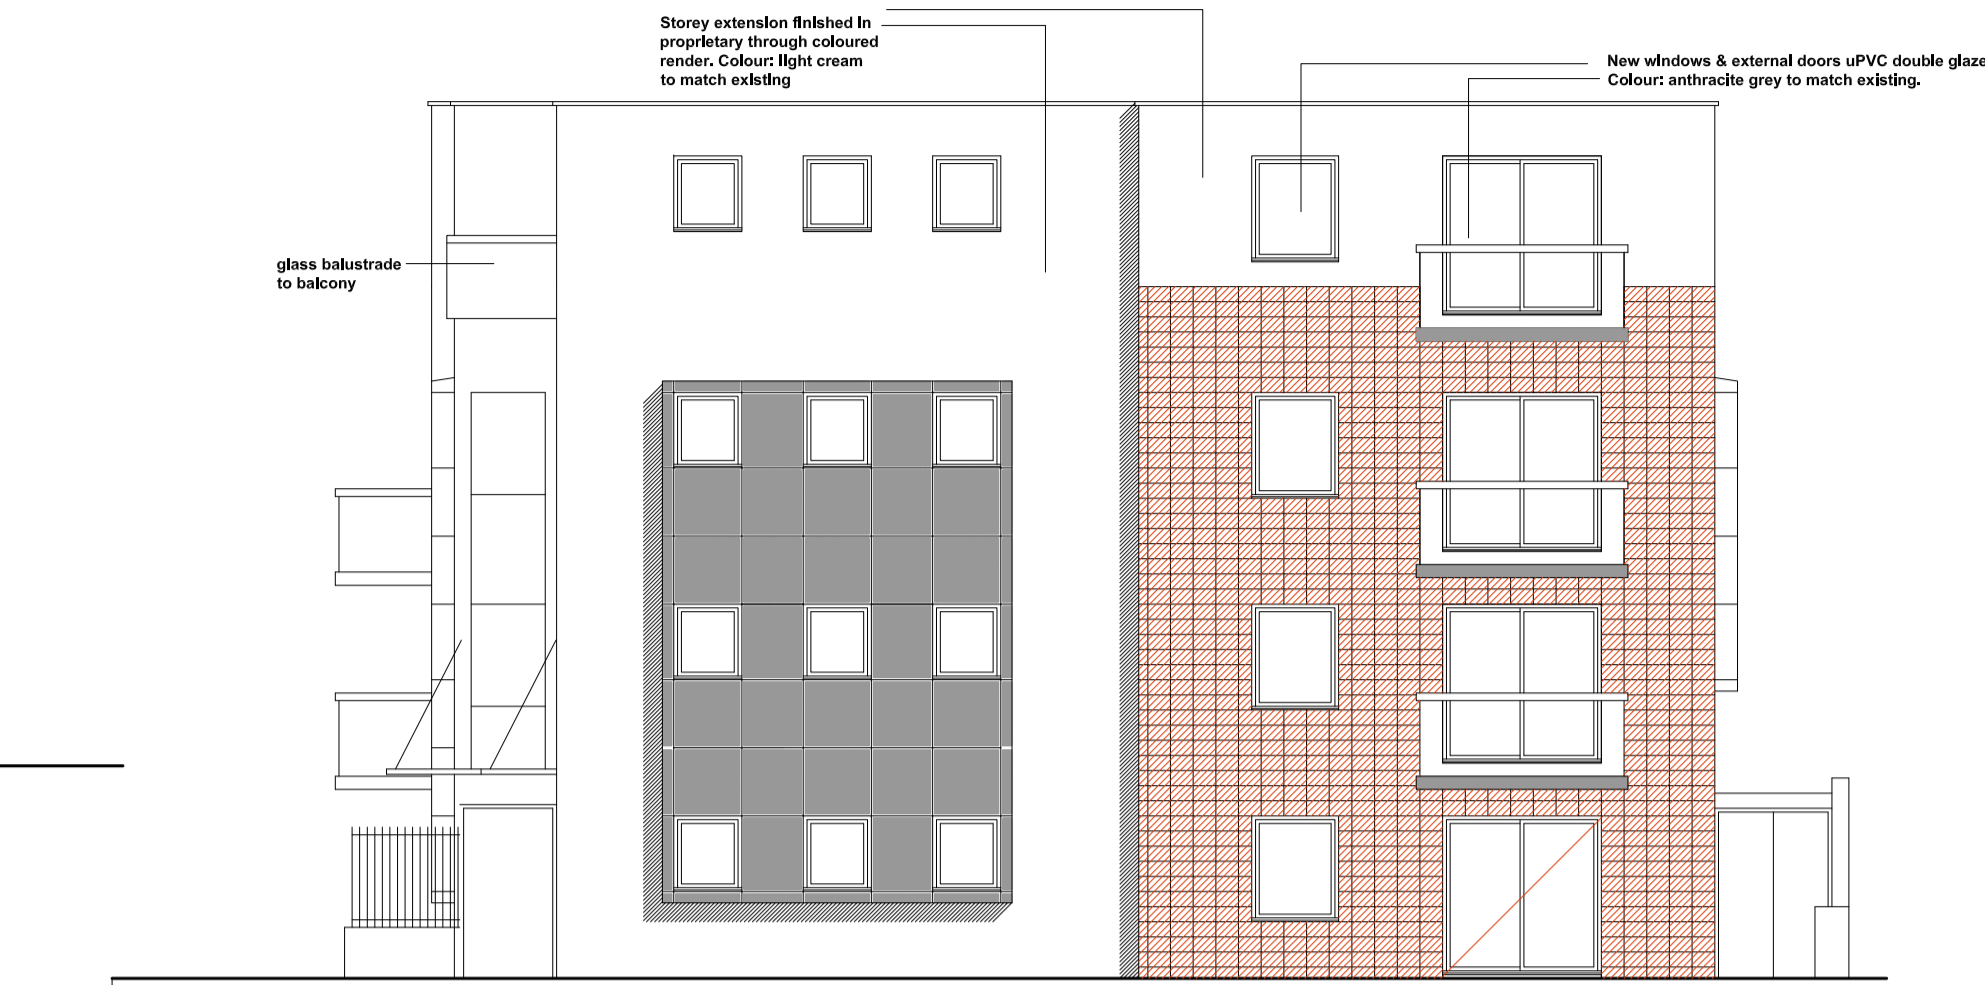 Storey extension finished in
proprietary through coloured
render. Colour: light cream
to match existing
New windows & external doors uPVC double glaze
Colour: anthracite grey to match existing.
glass balustrade
to balcony